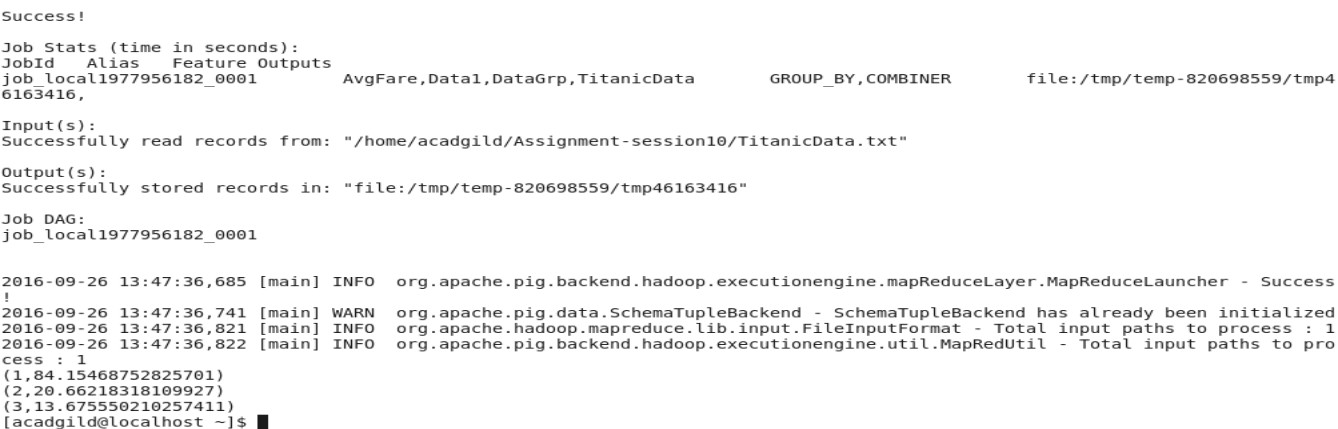 Success!
Job Stats (time in seconds):
JobId   Alias   Feature Outputs
job_local1977956182_0001        AvgFare,Data1,DataGrp,TitanicData       GROUP_BY,COMBINER       file:/tmp/temp-820698559/tmp4
6163416,
Input(s):
Successfully read records from: "/home/acadgild/Assignment-session10/TitanicData.txt"
Output(s):
Successfully stored records in: "file:/tmp/temp-820698559/tmp46163416"
Job DAG:
job_local1977956182_0001
2016-09-26 13:47:36,685 [main] INFO  org.apache.pig.backend.hadoop.executionengine.mapReduceLayer.MapReduceLauncher - Success
!
2016-09-26 13:47:36,741 [main] WARN  org.apache.pig.data.SchemaTupleBackend - SchemaTupleBackend has already been initialized
2016-09-26 13:47:36,821 [main] INFO  org.apache.hadoop.mapreduce.lib.input.FileInputFormat - Total input paths to process : 1
2016-09-26 13:47:36,822 [main] INFO  org.apache.pig.backend.hadoop.executionengine.util.MapRedUtil - Total input paths to pro
cess : 1
(1,84.15468752825701)
(2,20.66218318109927)
(3,13.675550210257411)
[acadgild@localhost ~]$